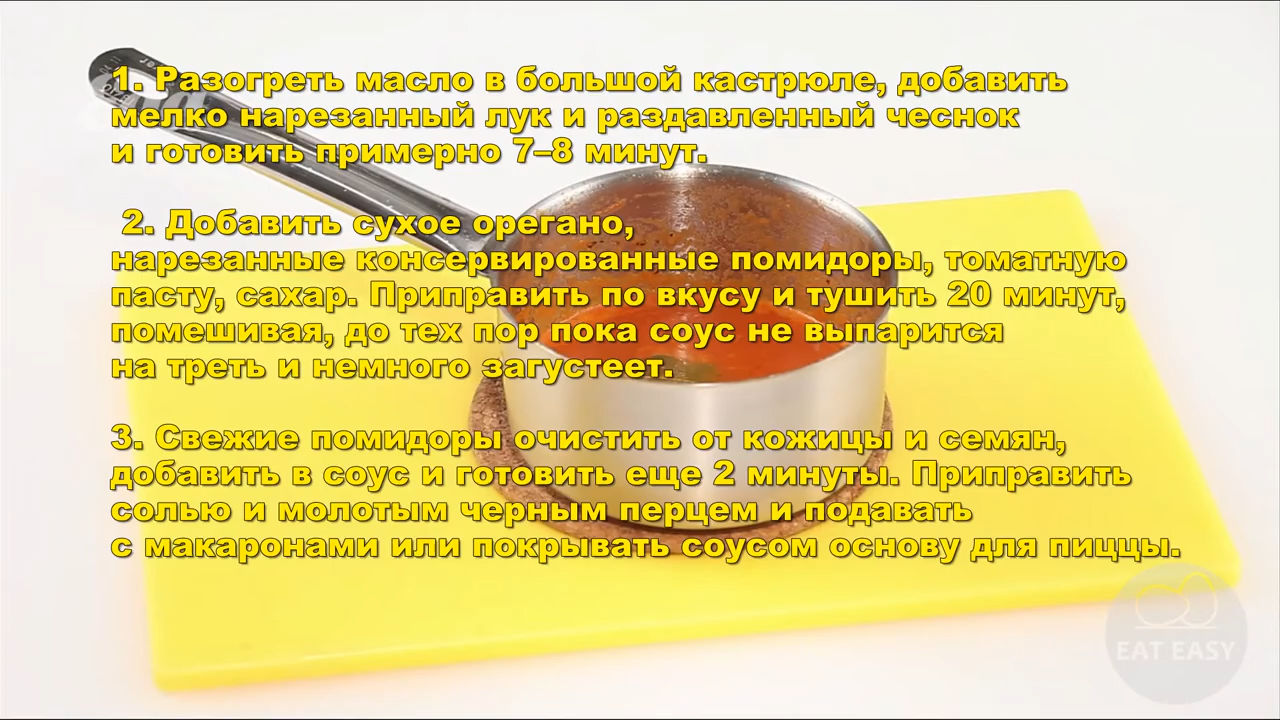 1. Разогреть масло в большой кастрюле, добавить
мелко нарезанный лук и раздавленный чеснок
и готовить примерно 7–8 минут.
2. Добавить сухое орегано,
нарезанные консервированные помидоры, томатную
пасту, сахар. Приправить по вкусу и тушить 20 минут,
помешивая, до тех пор пока соус не выпарится
на треть и немного загустеет.
3. Свежие помидоры очистить от кожицы и семян,
добавить в соус и готовить еще 2 минуты. Приправить
солью и молотым черным перцем и подавать
с макаронами или покрывать соусом основу для пиццы.
EAT EASY